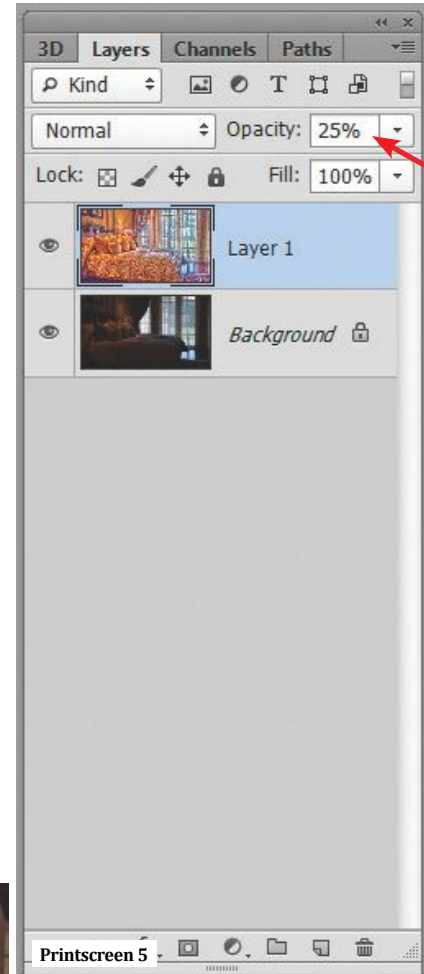 3D Layers Channels Paths
Kind T
Normal Opacity: 25%
Lock: Fill: 100%
Layer 1
Background
Printscreen 5